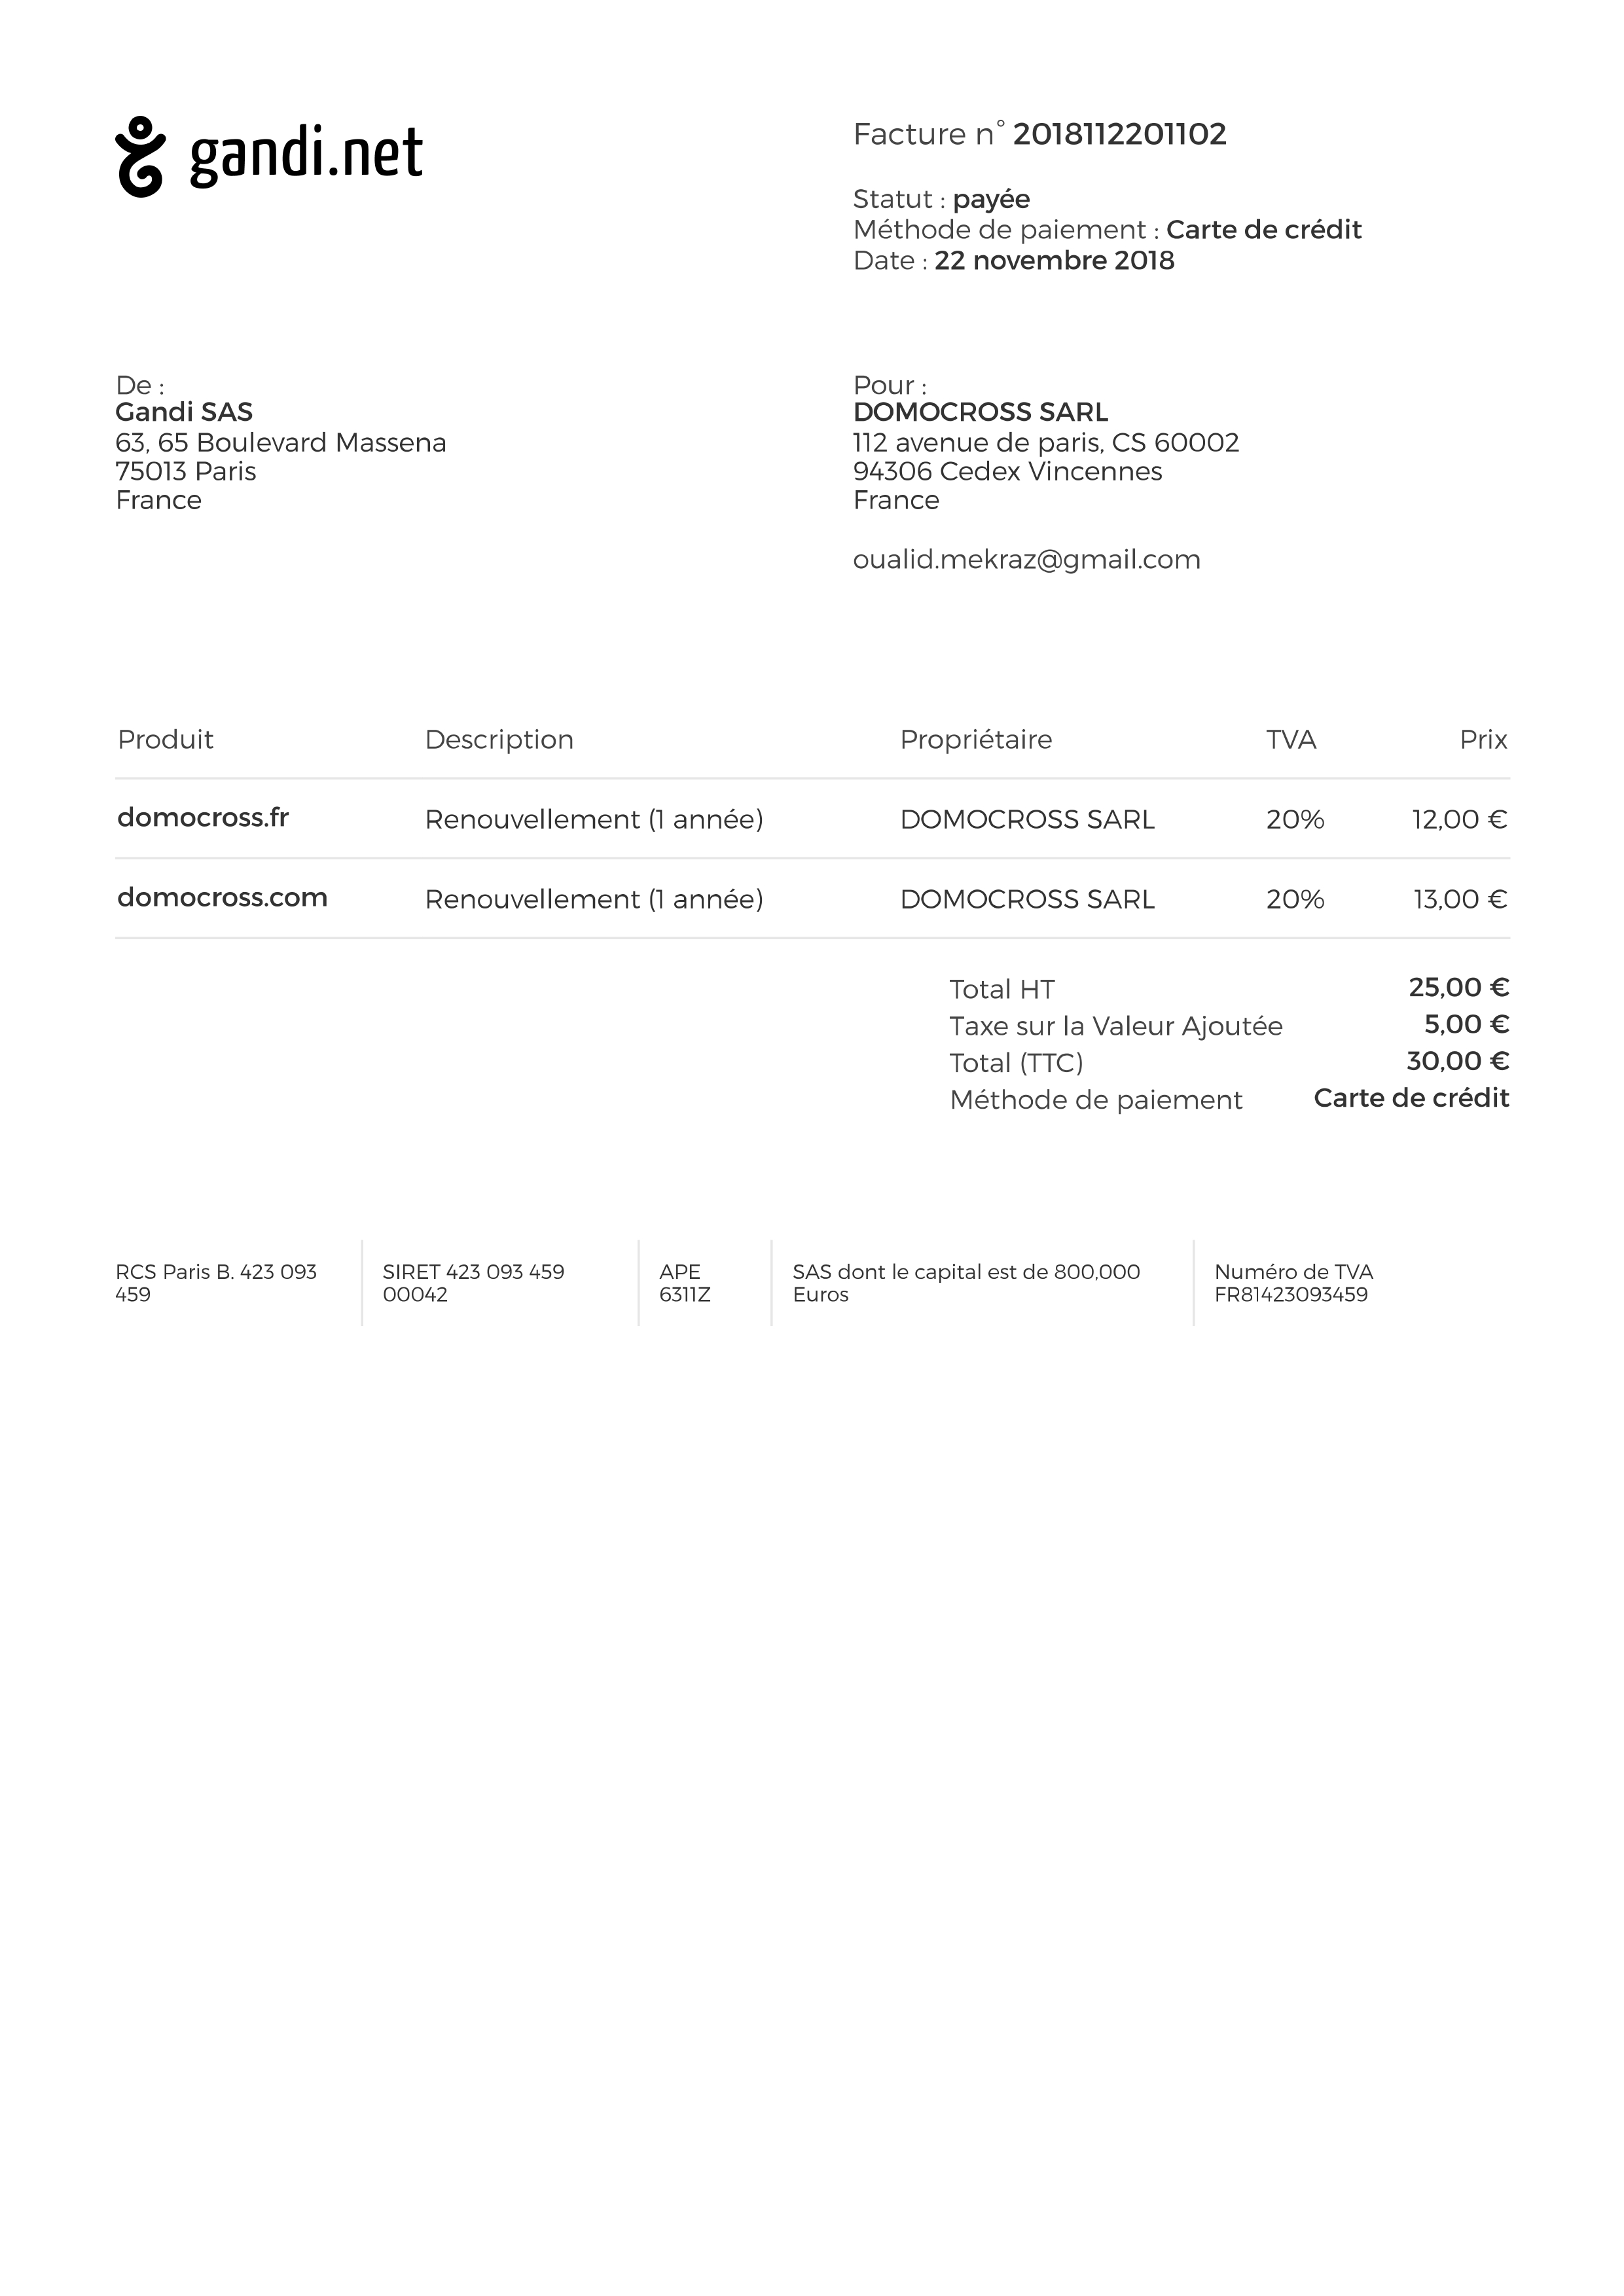 gandi.net
Facture n° 2018112201102
Statut : payée
Méthode de paiement : Carte de crédit
Date : 22 novembre 2018
De :
Gandi SAS
63, 65 Boulevard Massena
75013 Paris
France
Pour :
DOMOCROSS SARL
112 avenue de paris, CS 60002
94306 Cedex Vincennes
France
oualid.mekraz@gmail.com
Produit Description Propriétaire TVA Prix
domocross.fr Renouvellement (1 année) DOMOCROSS SARL 20% 12,00 €
domocross.com Renouvellement (1 année) DOMOCROSS SARL 20% 13,00 €
Total HT 25,00 €
Taxe sur la Valeur Ajoutée 5,00 €
Total (TTC) 30,00 €
Méthode de paiement Carte de crédit
RCS Paris B. 423 093
459
SIRET 423 093 459
00042
APE
6311Z
SAS dont le capital est de 800,000
Euros
Numéro de TVA
FR81423093459